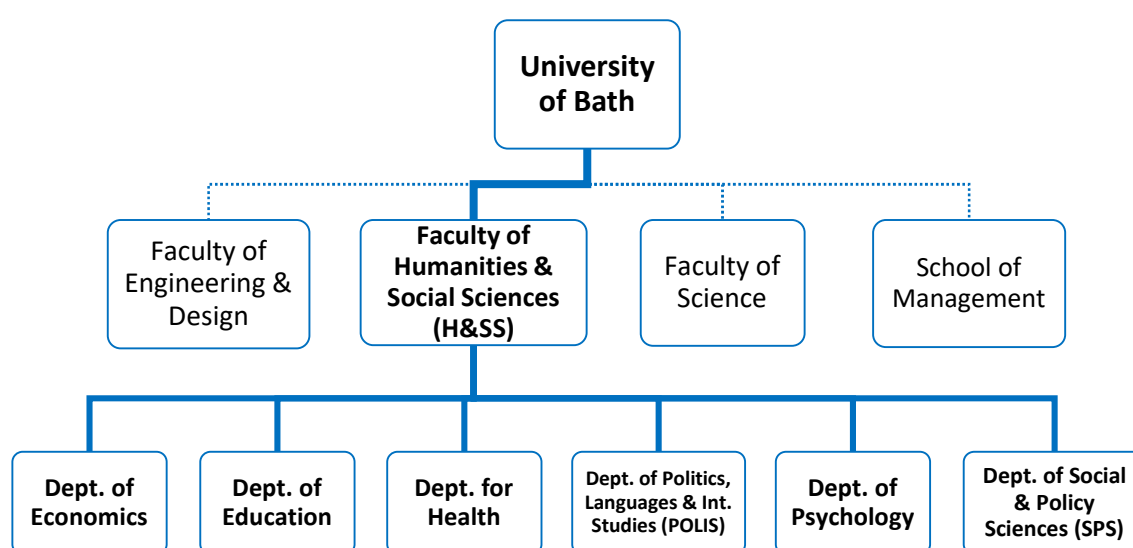 University
of Bath
Faculty of
Engineering &
Design
Faculty of
Humanities &
Social Sciences
(H&SS)
Faculty of
Science
School of
Management
Dept. of
Economics
Dept. of
Education
Dept. for
Health
Dept. of Politics,
Languages & Int.
Studies (POLIS)
Dept. of
Psychology
Dept. of Social
& Policy
Sciences (SPS)